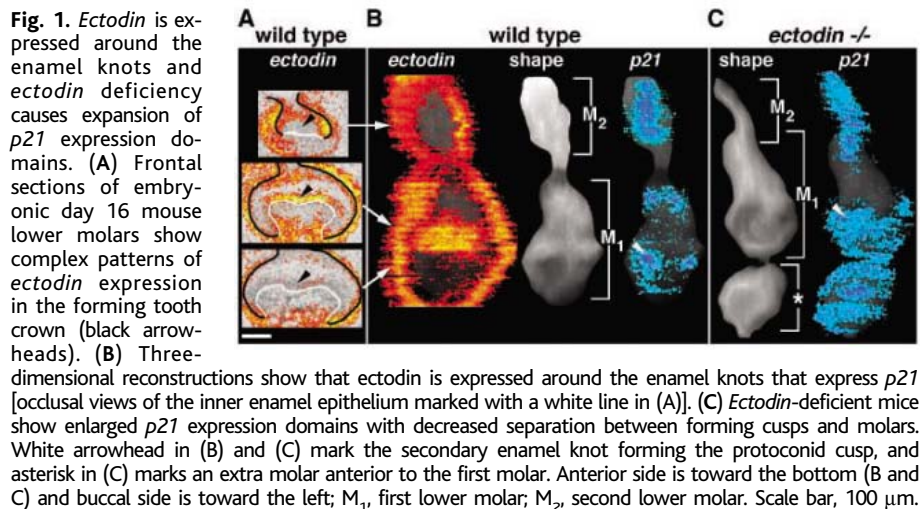 Fig. 1. Ectodin is ex-
pressed around the
enamel knots and
ectodin deficiency
causes expansion of
p21 expression do-
mains. (A) Frontal
sections of embry-
onic day 16 mouse
lower molars show
complex patterns of
ectodin expression
in the forming tooth
crown (black arrow-
heads). (B) Three-
dimensional reconstructions show that ectodin is expressed around the enamel knots that express p21
[occlusal views of the inner enamel epithelium marked with a white line in (A)]. (C) Ectodin-deficient mice
show enlarged p21 expression domains with decreased separation between forming cusps and molars.
White arrowhead in (B) and (C) mark the secondary enamel knot forming the protoconid cusp, and
asterisk in (C) marks an extra molar anterior to the first molar. Anterior side is toward the bottom (B and
C) and buccal side is toward the left; M₁, first lower molar; M₂, second lower molar. Scale bar, 100 μm.
A
wild type
ectodin
B
wild type
ectodin shape p21
M₂
M₁
C
ectodin -/-
shape p21
M₂
M₁
*